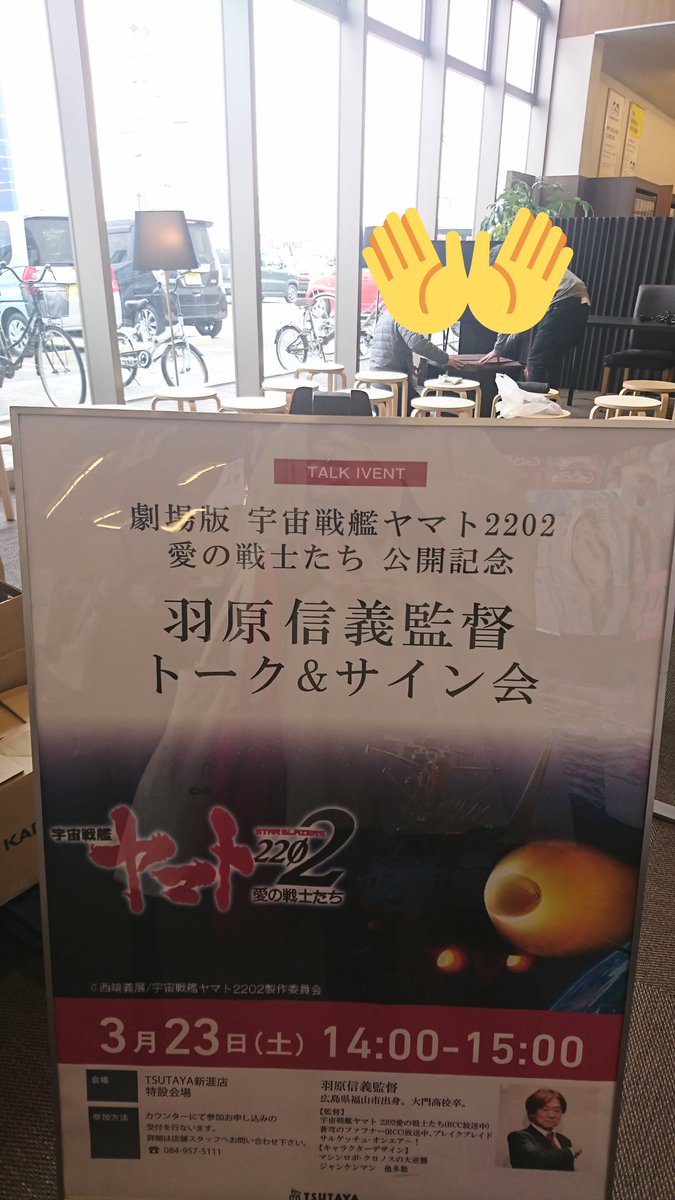 TALK IVENT
劇場版 宇宙戦艦ヤマト2202
愛の戦士たち 公開記念
羽原信義監督
トーク&サイン会
宇宙戦艦
ヤマト
STAR BLAZERS
2202
愛の戦士たち
©西﨑義展/宇宙戦艦ヤマト2202製作委員会
3月23日(土) 14:00-15:00
会場
TSUTAYA新涯店
特設会場
参加方法
カウンターにて参加お申し込みの
受付を行ないます。
詳細は店舗スタッフへお問い合わせ下さい。
☎ 084-957-5111
羽原信義監督
広島県福山市出身。大門高校卒。
【監督】
宇宙戦艦ヤマト 2202愛の戦士たち(RCC放送中)
蒼穹のファフナー(RCC)放送中、ブレイクブレイド
サルゲッチュ・オンエアー!
【キャラクターデザイン】
マシンロボ・クロノスの大逆襲
ジャンケンマン 他多数
TSUTAYA